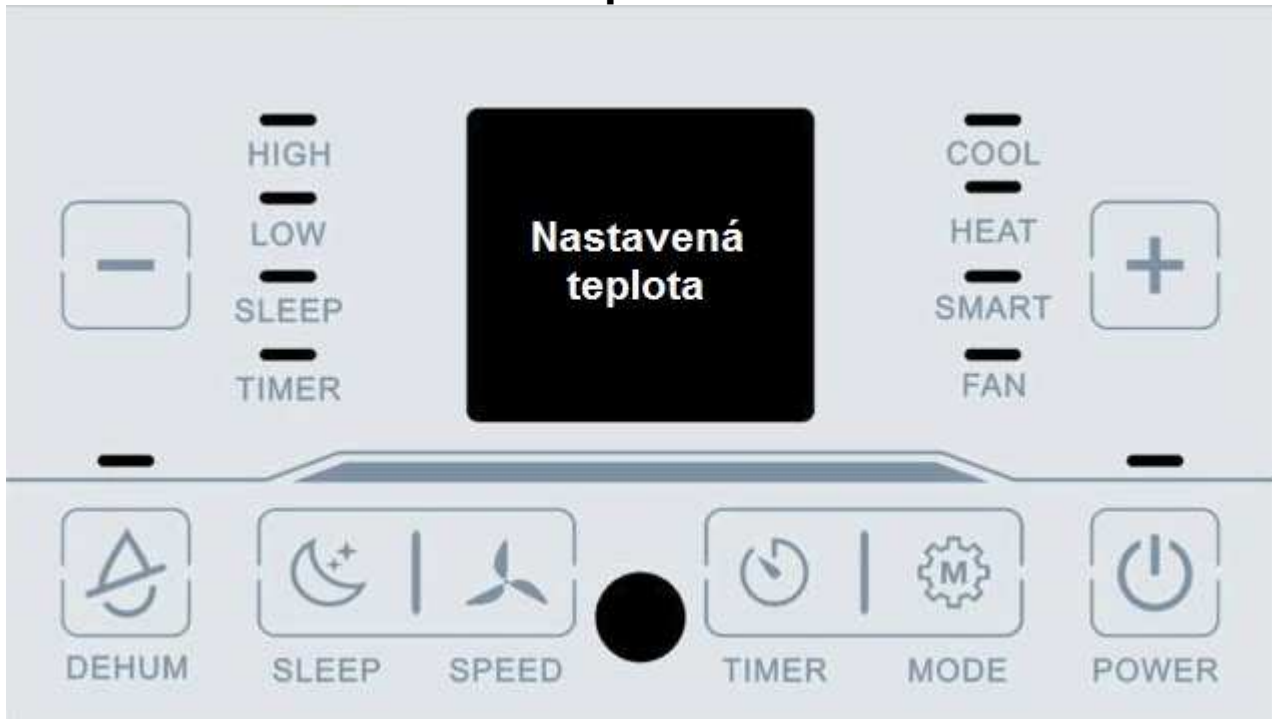 HIGH
COOL
LOW
HEAT
Nastavená
teplota
SLEEP
SMART
TIMER
FAN
M
DEHUM
SLEEP
SPEED
TIMER
MODE
POWER